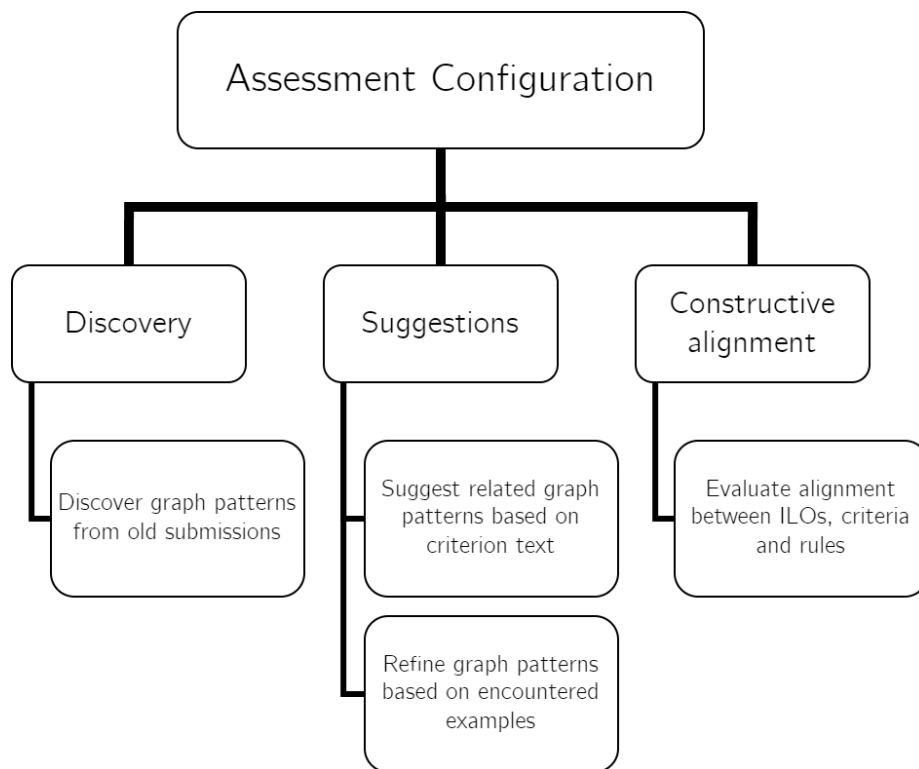 Assessment Configuration
Discovery
Suggestions
Constructive
alignment
Discover graph patterns
from old submissions
Suggest related graph
patterns based on
criterion text
Evaluate alignment
between ILOs, criteria
and rules
Refine graph patterns
based on encountered
examples